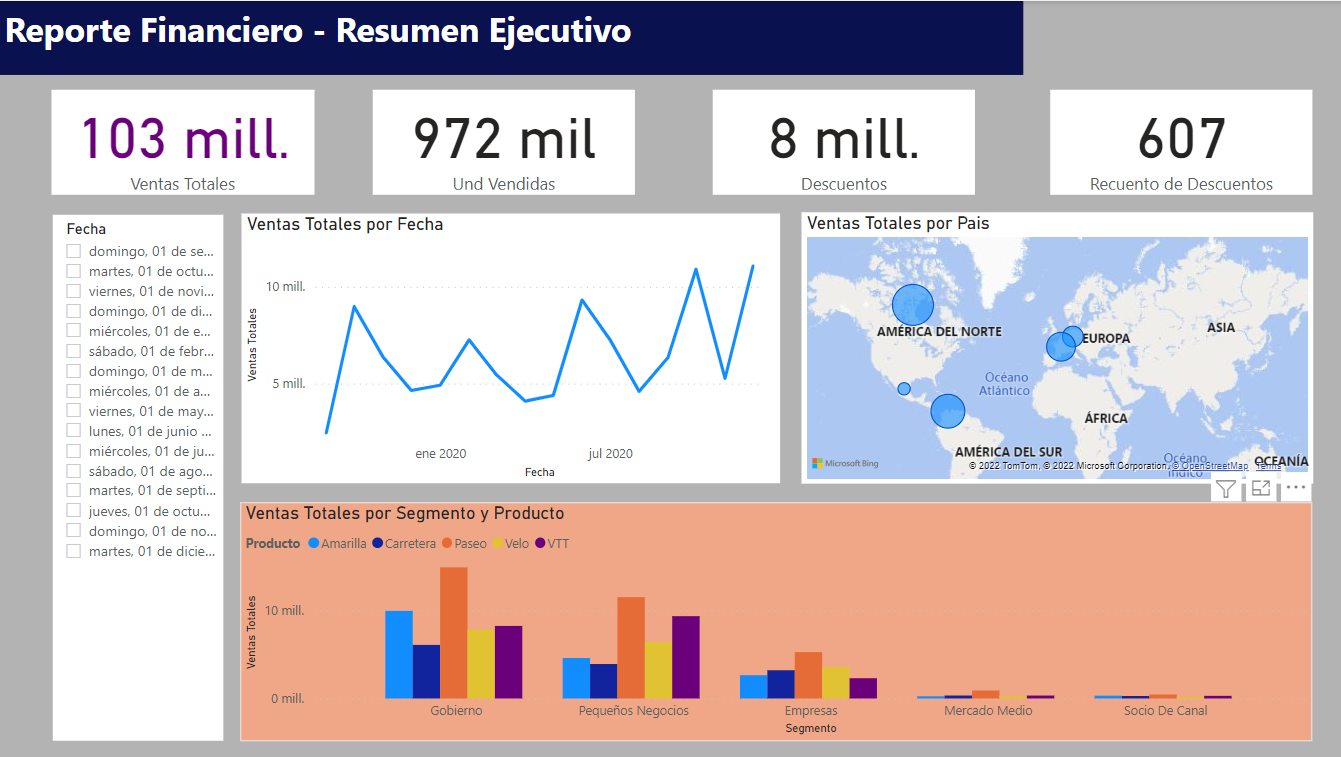 Reporte Financiero - Resumen Ejecutivo
103 mill.
Ventas Totales
972 mil
Und Vendidas
8 mill.
Descuentos
607
Recuento de Descuentos
Fecha
domingo, 01 de se...
martes, 01 de octu...
viernes, 01 de novi...
domingo, 01 de di...
miércoles, 01 de e...
sábado, 01 de febr...
domingo, 01 de m...
miércoles, 01 de a...
viernes, 01 de may...
lunes, 01 de junio ...
miércoles, 01 de ju...
sábado, 01 de ago...
martes, 01 de septi...
jueves, 01 de octu...
domingo, 01 de no...
martes, 01 de dicie...
Ventas Totales por Fecha
Ventas Totales
10 mill.
5 mill.
ene 2020
jul 2020
Fecha
Ventas Totales por Pais
AMÉRICA DEL NORTE
EUROPA
ASIA
Océano
Atlántico
ÁFRICA
AMÉRICA DEL SUR
Océano
Índico
OCEANÍA
Microsoft Bing
© 2022 TomTom, © 2022 Microsoft Corporation, © OpenStreetMap Terms
Ventas Totales por Segmento y Producto
Producto Amarilla Carretera Paseo Velo VTT
Ventas Totales
10 mill.
0 mill.
Gobierno
Pequeños Negocios
Empresas
Mercado Medio
Socio De Canal
Segmento